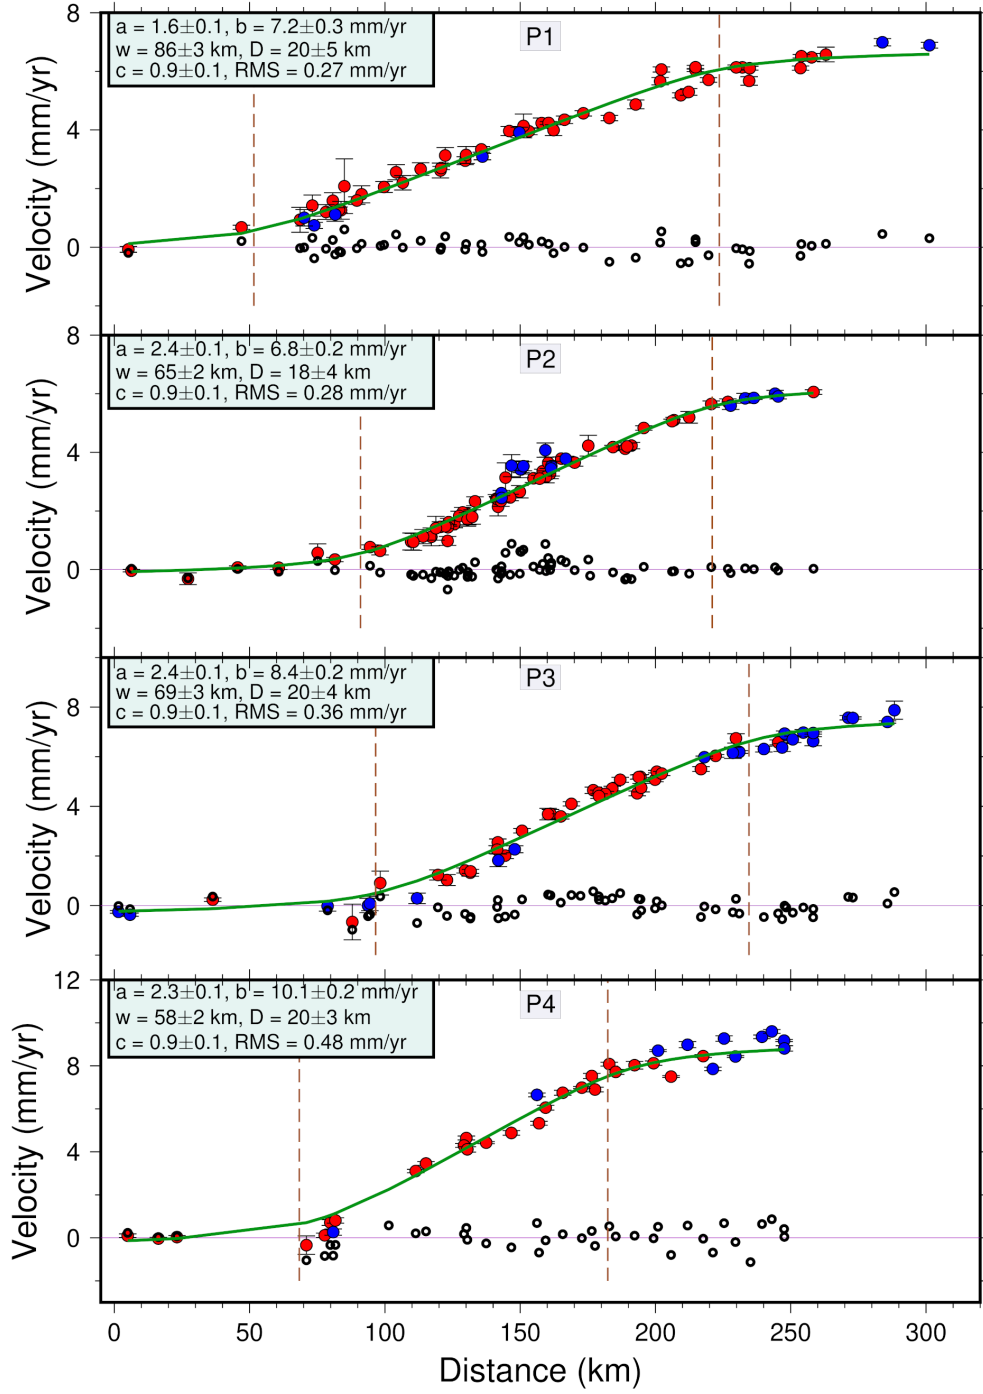 8
a = 1.6±0.1, b = 7.2±0.3 mm/yr
w = 86±3 km, D = 20±5 km
c = 0.9±0.1, RMS = 0.27 mm/yr
P1
4
0
Velocity (mm/yr)
8
a = 2.4±0.1, b = 6.8±0.2 mm/yr
w = 65±2 km, D = 18±4 km
c = 0.9±0.1, RMS = 0.28 mm/yr
P2
4
0
Velocity (mm/yr)
a = 2.4±0.1, b = 8.4±0.2 mm/yr
w = 69±3 km, D = 20±4 km
c = 0.9±0.1, RMS = 0.36 mm/yr
P3
8
4
0
Velocity (mm/yr)
12
a = 2.3±0.1, b = 10.1±0.2 mm/yr
w = 58±2 km, D = 20±3 km
c = 0.9±0.1, RMS = 0.48 mm/yr
P4
8
4
0
Velocity (mm/yr)
0 50 100 150 200 250 300
Distance (km)